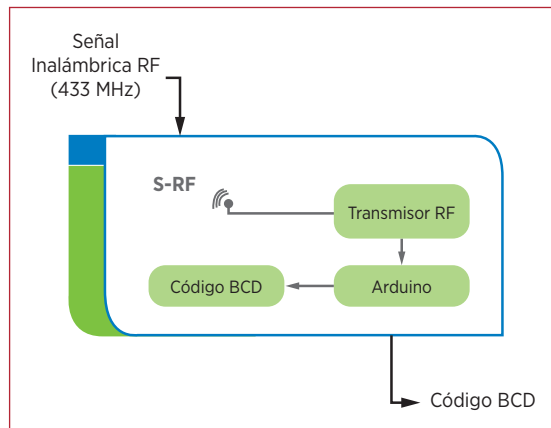 Señal
Inalámbrica RF
(433 MHz)
S-RF
Transmisor RF
Código BCD
Arduino
Código BCD